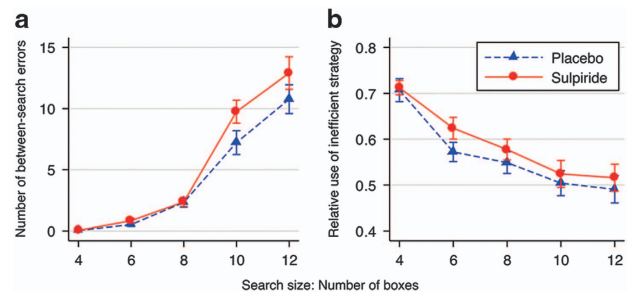 a
b
Number of between-search errors
15
10
5
0
4
6
8
10
12
Relative use of inefficient strategy
0.8
0.7
0.6
0.5
0.4
4
6
8
10
12
Placebo
Sulpiride
Search size: Number of boxes